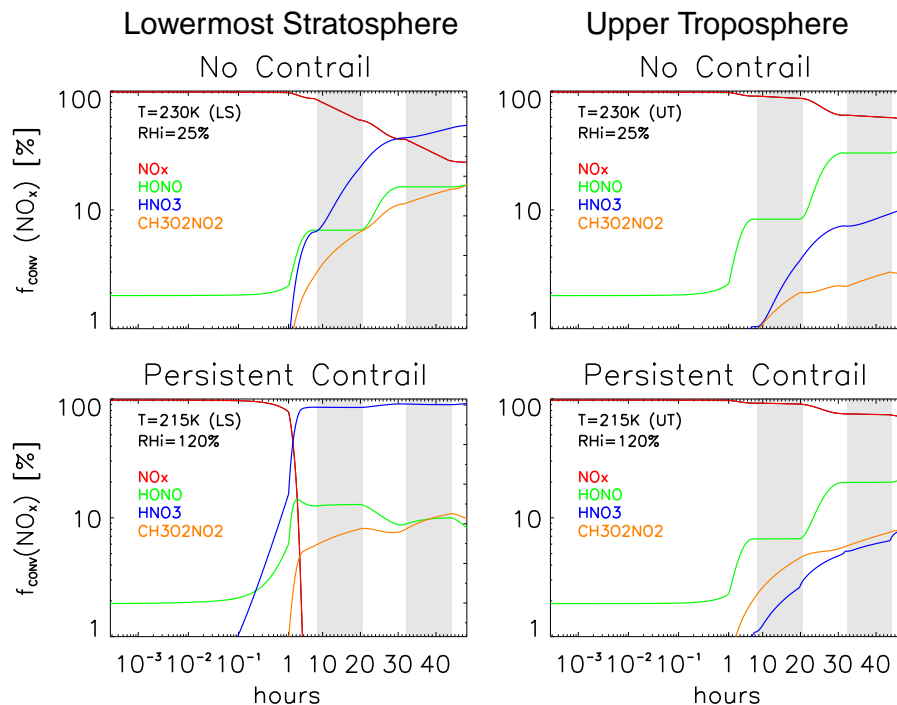 Lowermost Stratosphere
Upper Troposphere
No Contrail
No Contrail
f_CONV (NO_x) [%]
100
10
1
T=230K (LS)
RHi=25%
NOx
HONO
HNO3
CH3O2NO2
100
10
1
T=230K (UT)
RHi=25%
NOx
HONO
HNO3
CH3O2NO2
Persistent Contrail
Persistent Contrail
f_CONV(NO_x) [%]
100
10
1
T=215K (LS)
RHi=120%
NOx
HONO
HNO3
CH3O2NO2
10⁻³ 10⁻² 10⁻¹ 1 10 20 30 40
hours
100
10
1
T=215K (UT)
RHi=120%
NOx
HONO
HNO3
CH3O2NO2
10⁻³ 10⁻² 10⁻¹ 1 10 20 30 40
hours